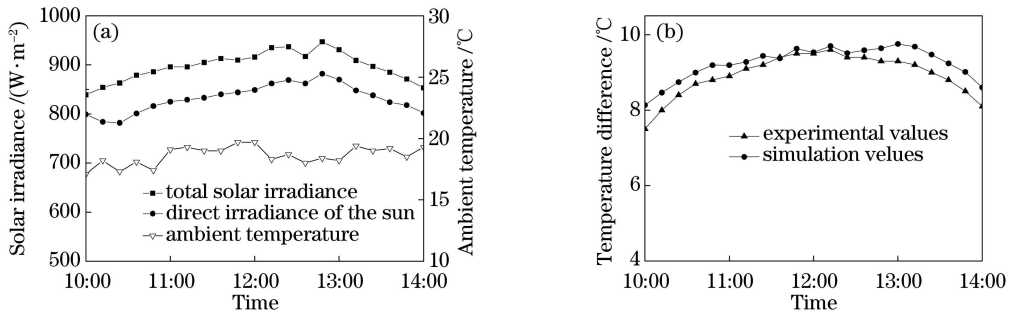 (a)
Solar irradiance /(W·m⁻²)
1000
900
800
700
600
500
30
25
20
15
10
Ambient temperature /℃
total solar irradiance
direct irradiance of the sun
ambient temperature
10:00 11:00 12:00 13:00 14:00
Time
(b)
Temperature difference /℃
10
8
6
4
experimental values
simulation values
10:00 11:00 12:00 13:00 14:00
Time